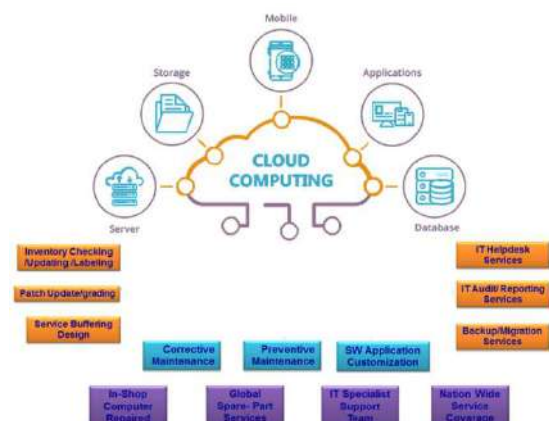 Mobile
Storage
Applications
CLOUD
COMPUTING
Server
Database
Inventory Checking
/Updating /Labeling
IT Helpdesk
Services
Patch Update/grading
IT Audit/ Reporting
Services
Service Buffering
Design
Backup/Migration
Services
Corrective
Maintenance
Preventive
Maintenance
SW Application
Customization
In-Shop
Computer
Repaired
Global
Spare- Part
Services
IT Specialist
Support
Team
Nation Wide
Service
Coverage